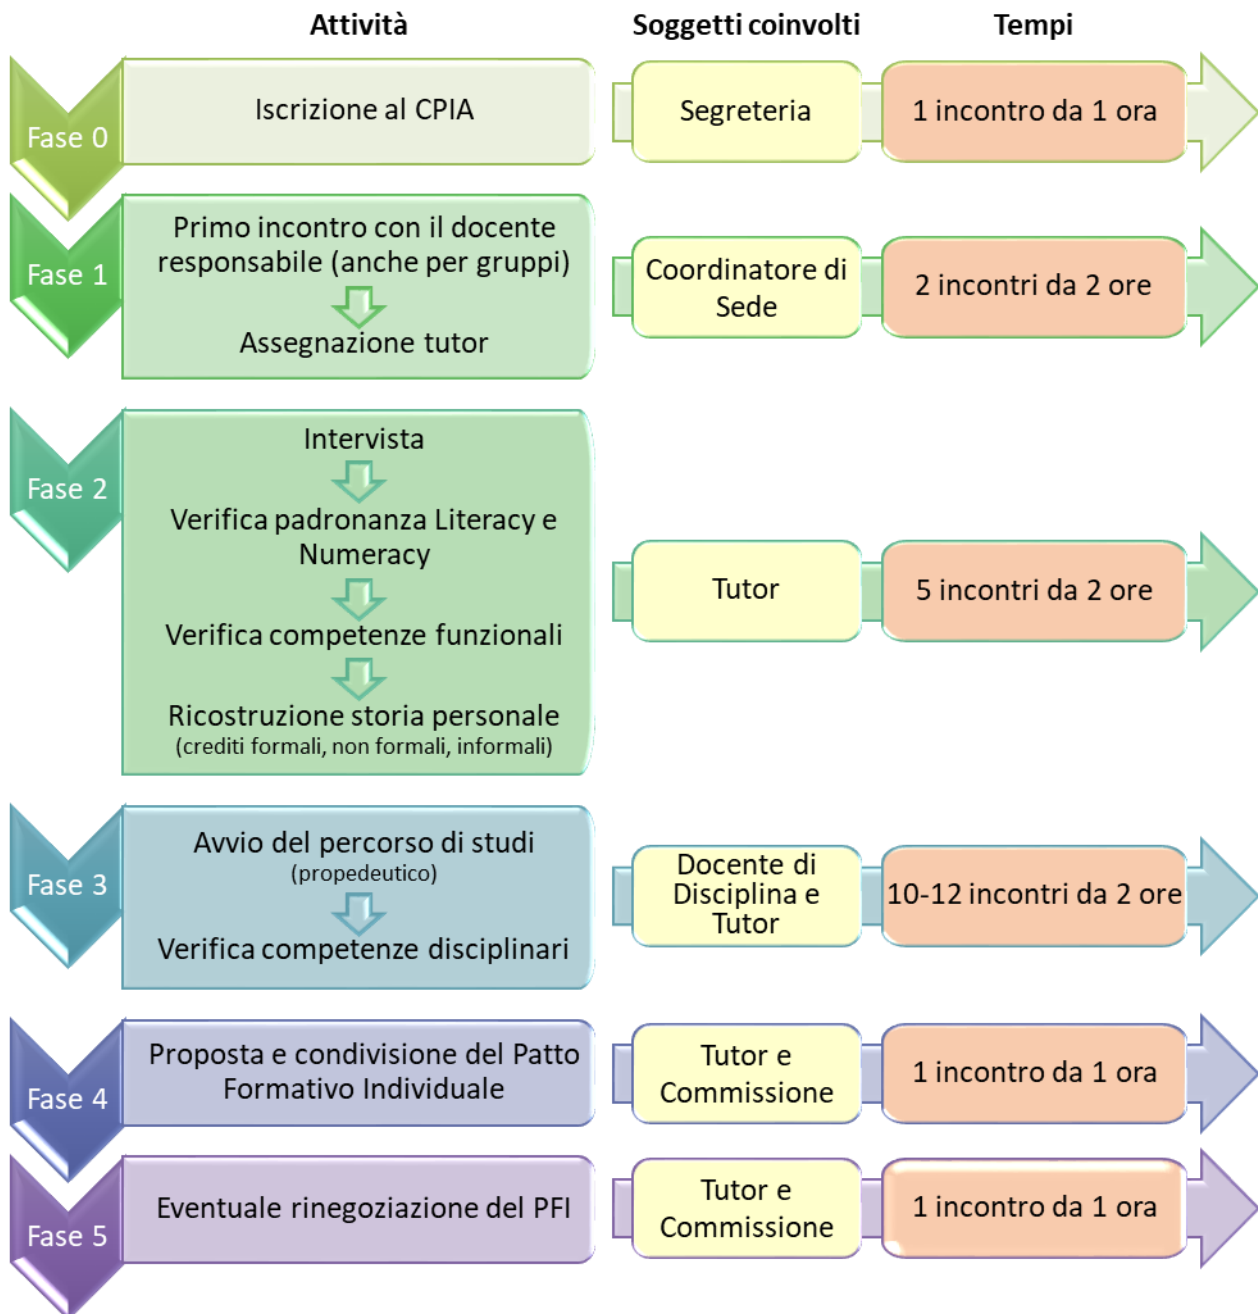 Attività
Soggetti coinvolti
Tempi
Fase 0
Iscrizione al CPIA
Segreteria
1 incontro da 1 ora
Fase 1
Primo incontro con il docente
responsabile (anche per gruppi)
Assegnazione tutor
Coordinatore di
Sede
2 incontri da 2 ore
Fase 2
Intervista
Verifica padronanza Literacy e
Numeracy
Verifica competenze funzionali
Ricostruzione storia personale
(crediti formali, non formali, informali)
Tutor
5 incontri da 2 ore
Fase 3
Avvio del percorso di studi
(propedeutico)
Verifica competenze disciplinari
Docente di
Disciplina e
Tutor
10-12 incontri da 2 ore
Fase 4
Proposta e condivisione del Patto
Formativo Individuale
Tutor e
Commissione
1 incontro da 1 ora
Fase 5
Eventuale rinegoziazione del PFI
Tutor e
Commissione
1 incontro da 1 ora